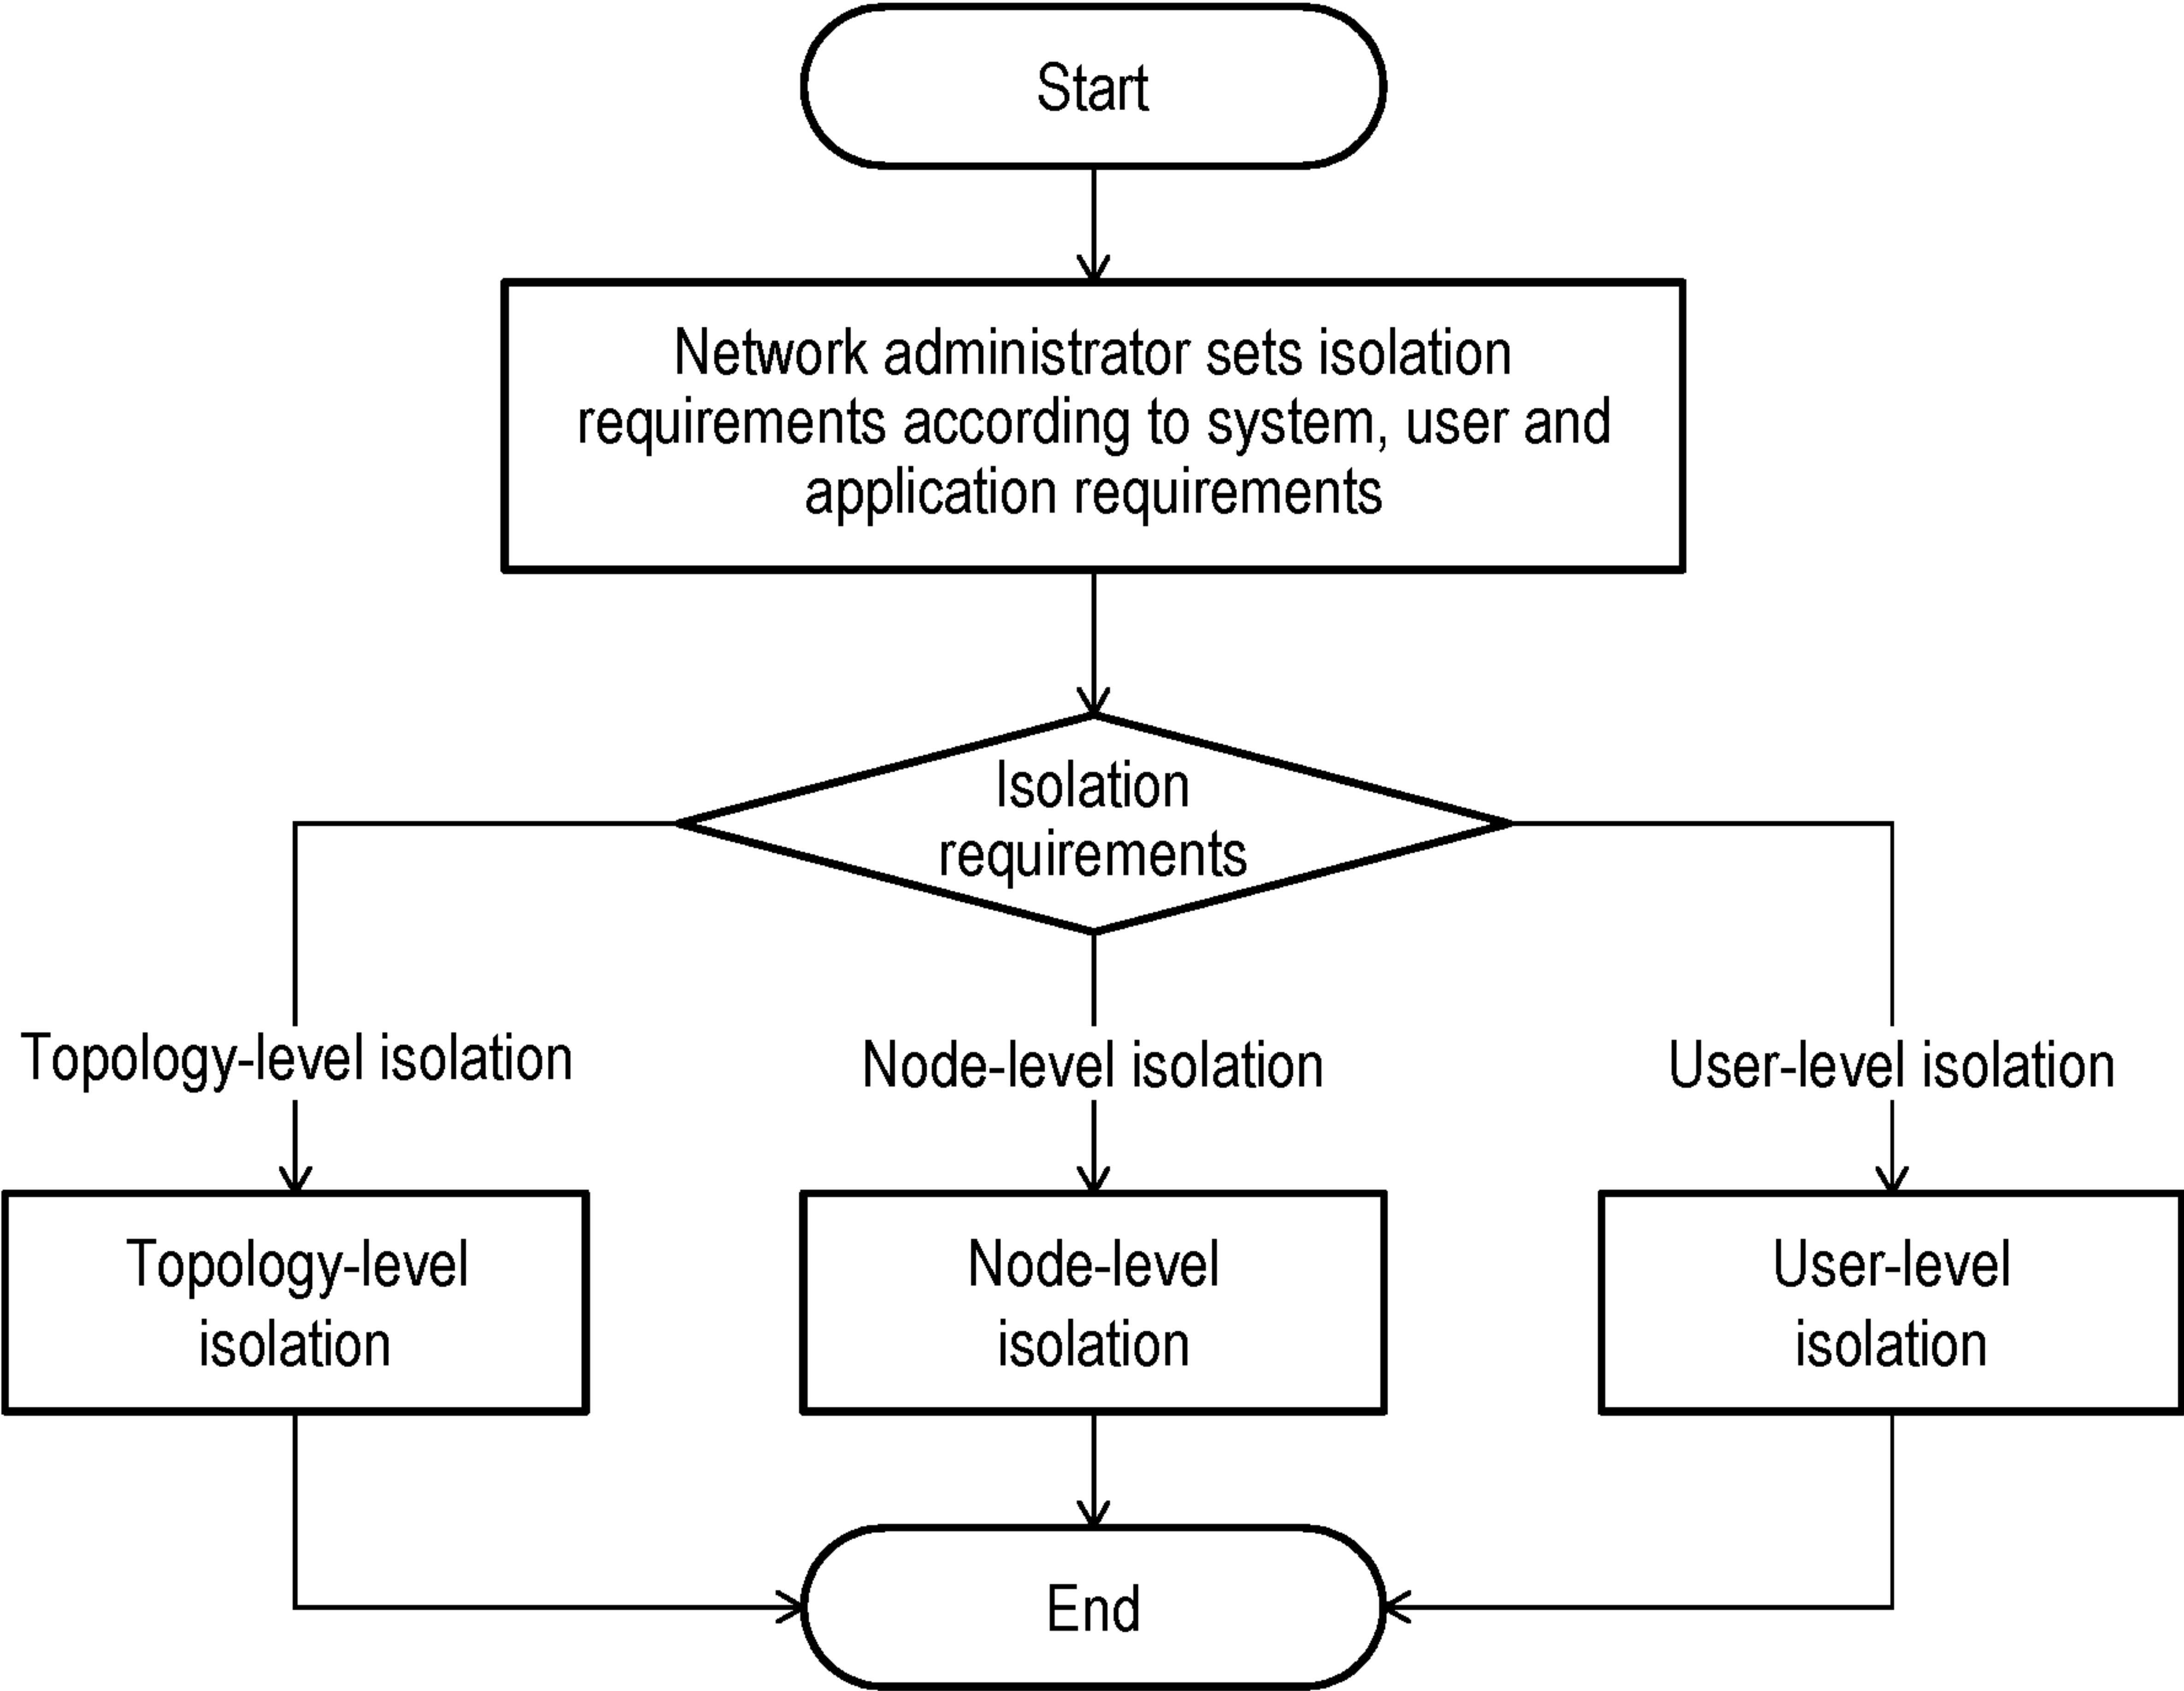 Start
Network administrator sets isolation
requirements according to system, user and
application requirements
Isolation
requirements
Topology-level isolation
Node-level isolation
User-level isolation
Topology-level
isolation
Node-level
isolation
User-level
isolation
End